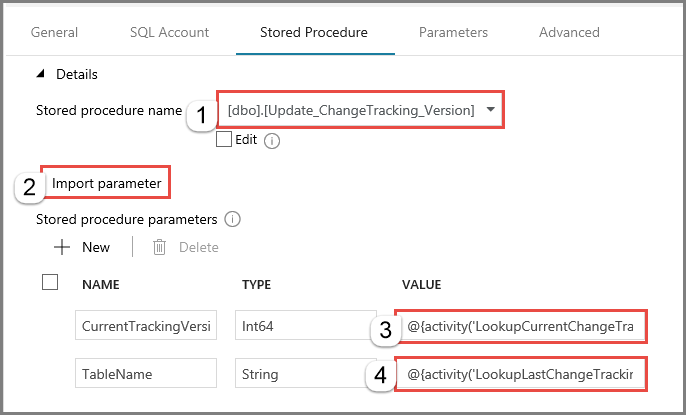 General SQL Account Stored Procedure Parameters Advanced
Details
Stored procedure name 1 [dbo].[Update_ChangeTracking_Version]
Edit
2 Import parameter
Stored procedure parameters
New Delete
NAME TYPE VALUE
CurrentTrackingVersi Int64 3 @{activity('LookupCurrentChangeTra
TableName String 4 @{activity('LookupLastChangeTrackin